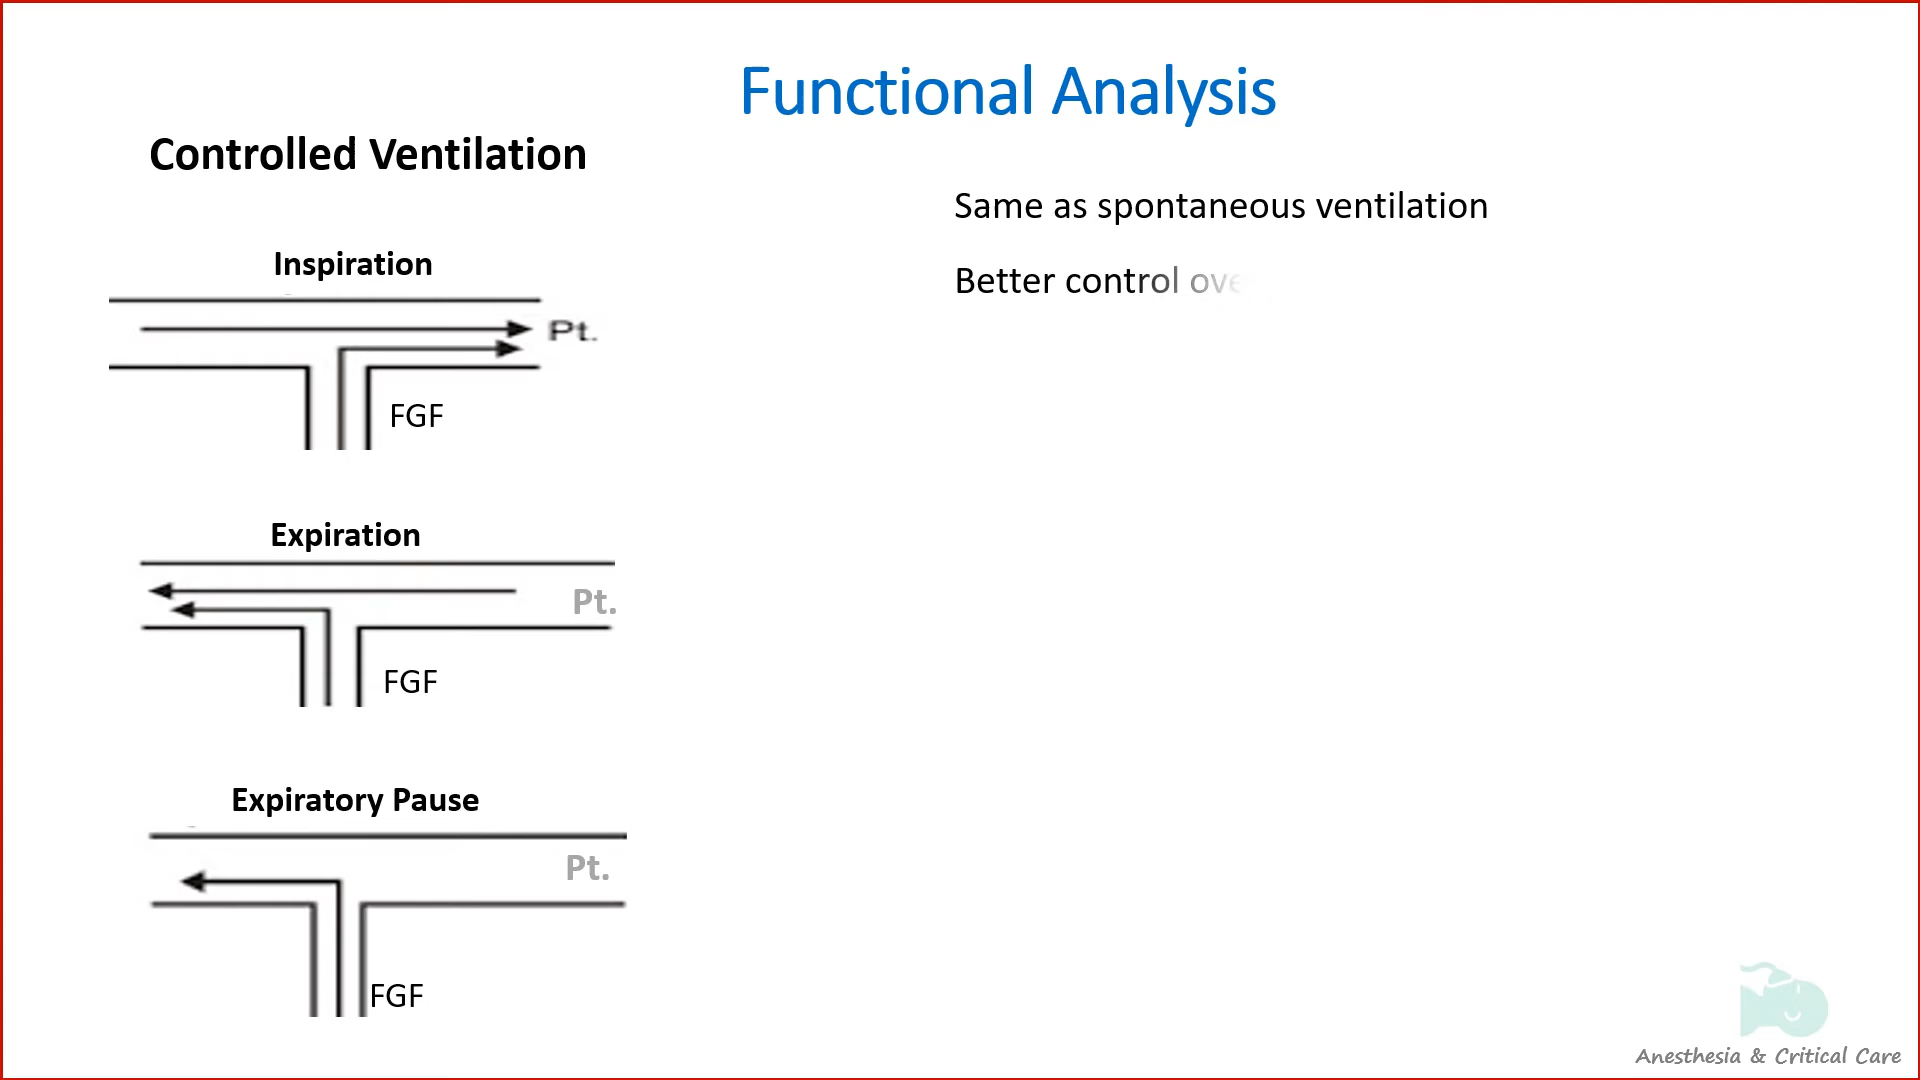 Functional Analysis
Controlled Ventilation
Same as spontaneous ventilation
Better control
Inspiration
Pt.
FGF
Expiration
Pt.
FGF
Expiratory Pause
Pt.
FGF
Anesthesia & Critical Care